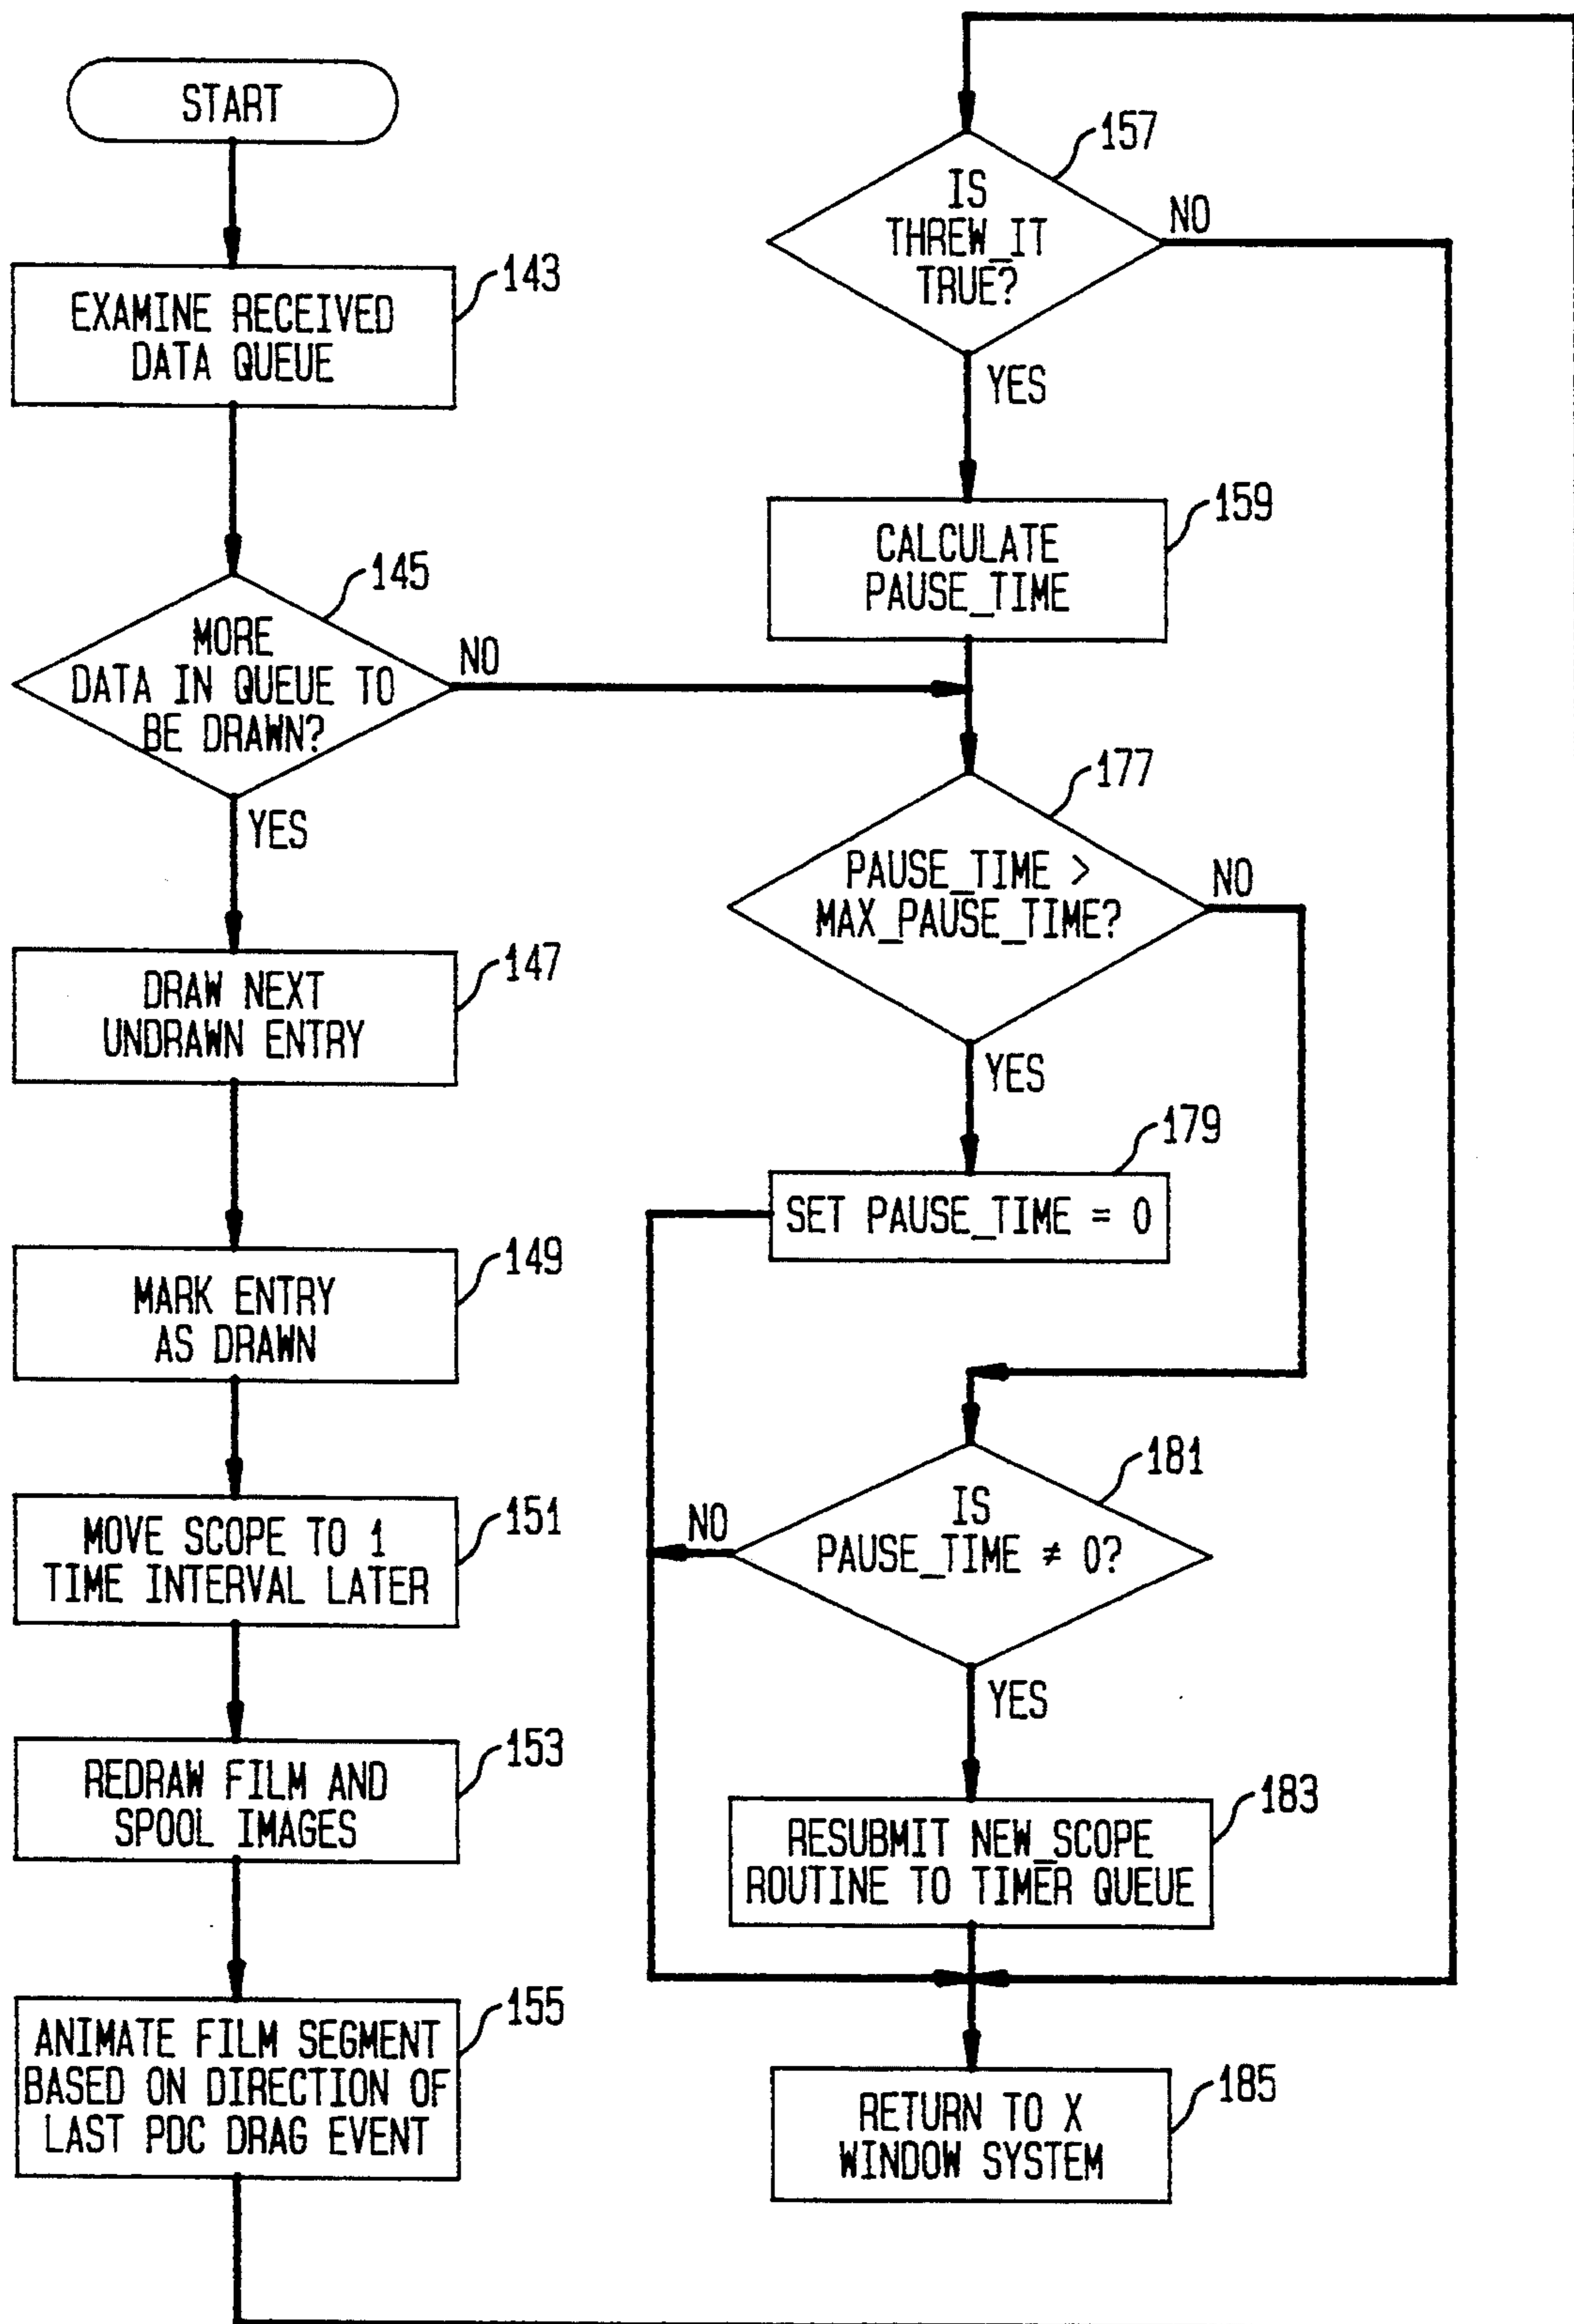 START
143
EXAMINE RECEIVED
DATA QUEUE
145
MORE
DATA IN QUEUE TO
BE DRAWN?
NO
YES
147
DRAW NEXT
UNDRAWN ENTRY
149
MARK ENTRY
AS DRAWN
151
MOVE SCOPE TO 1
TIME INTERVAL LATER
153
REDRAW FILM AND
SPOOL IMAGES
155
ANIMATE FILM SEGMENT
BASED ON DIRECTION OF
LAST PDC DRAG EVENT
157
IS
THREW_IT
TRUE?
NO
YES
159
CALCULATE
PAUSE_TIME
177
PAUSE_TIME >
MAX_PAUSE_TIME?
NO
YES
179
SET PAUSE_TIME = 0
181
IS
PAUSE_TIME ≠ 0?
NO
YES
183
RESUBMIT NEW_SCOPE
ROUTINE TO TIMER QUEUE
185
RETURN TO X
WINDOW SYSTEM